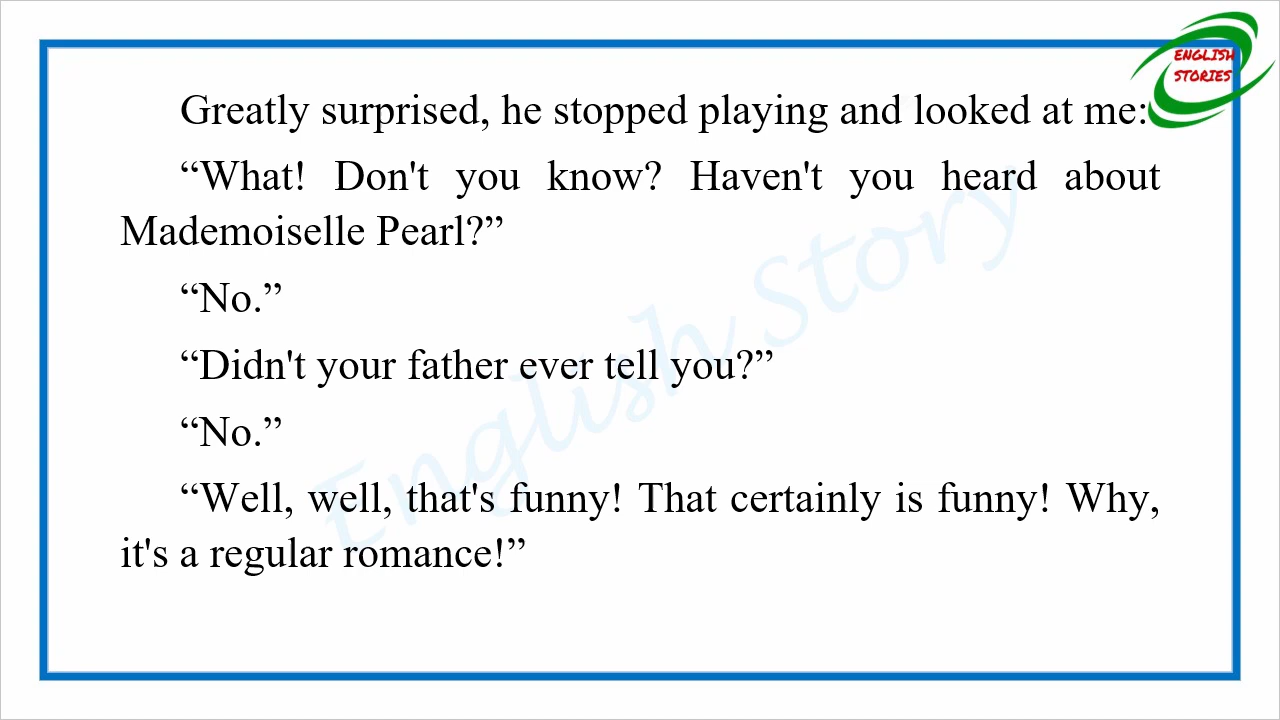 ENGLISH
STORIES
Greatly surprised, he stopped playing and looked at me:
“What! Don't you know? Haven't you heard about
Mademoiselle Pearl?”
“No.”
“Didn't your father ever tell you?”
“No.”
“Well, well, that's funny! That certainly is funny! Why,
it's a regular romance!”
English Story